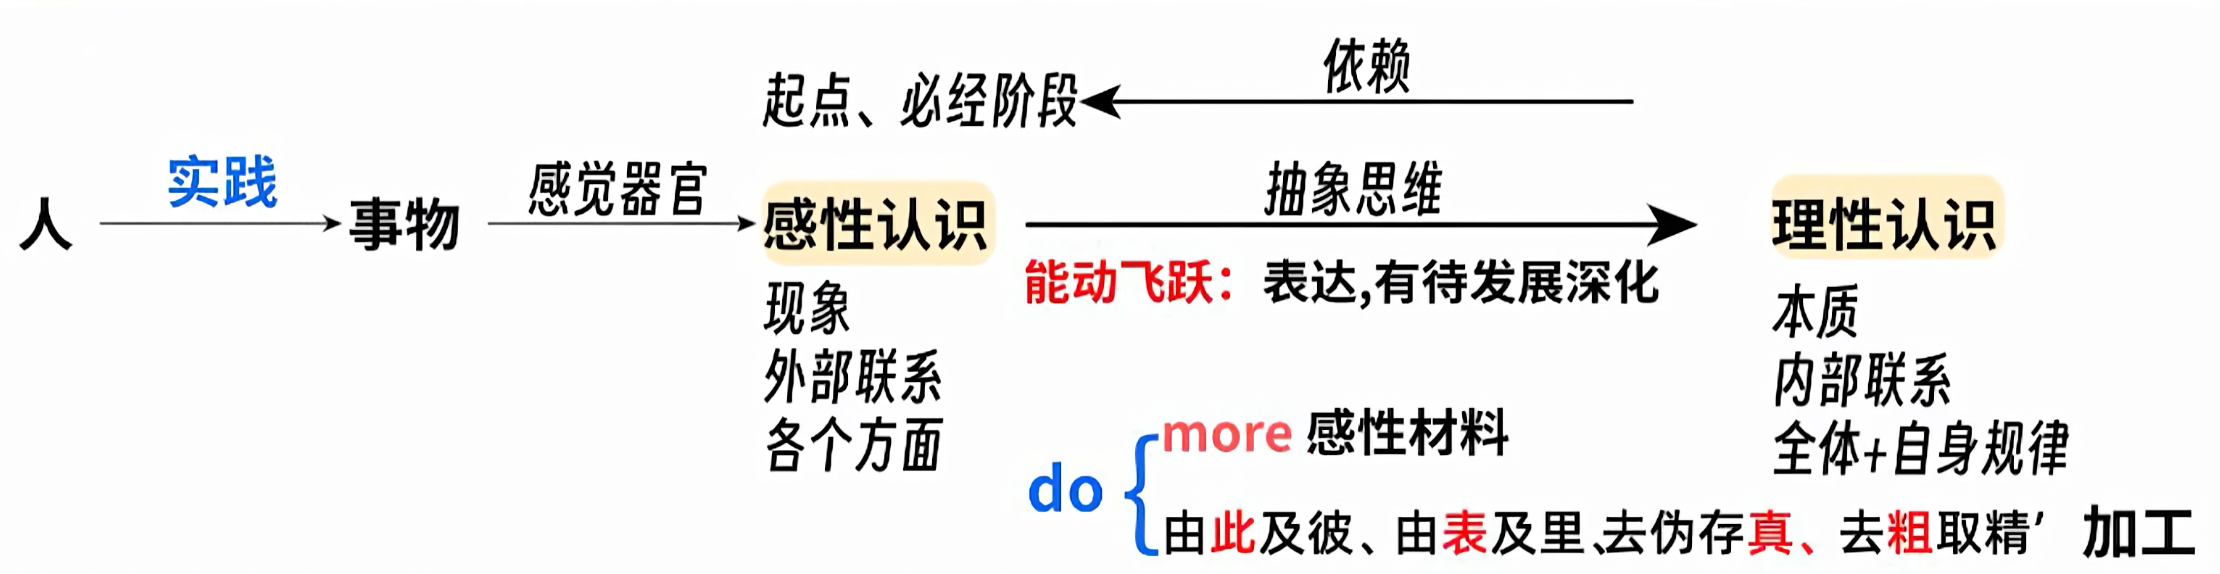 依赖
起点、必经阶段
实践
感觉器官
抽象思维
人
事物
感性认识
理性认识
能动飞跃：表达,有待发展深化
现象
外部联系
各个方面
本质
内部联系
全体+自身规律
do
more 感性材料
由此及彼、由表及里、去伪存真、去粗取精’ 加工